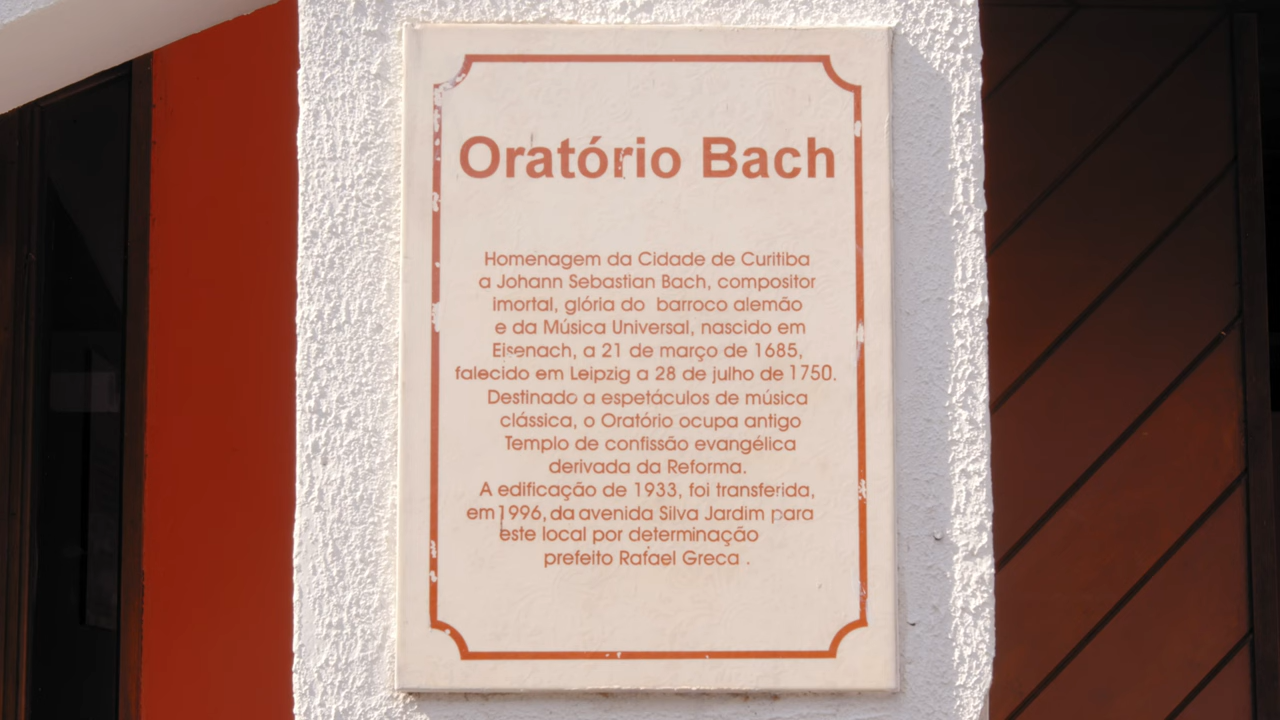 Oratório Bach
Homenagem da Cidade de Curitiba
a Johann Sebastian Bach, compositor
imortal, glória do barroco alemão
e da Música Universal, nascido em
Eisenach, a 21 de março de 1685,
falecido em Leipzig a 28 de julho de 1750.
Destinado a espetáculos de música
clássica, o Oratório ocupa antigo
Templo de confissão evangélica
derivada da Reforma.
A edificação de 1933, foi transferida,
em 1996, da avenida Silva Jardim para
este local por determinação
prefeito Rafael Greca .